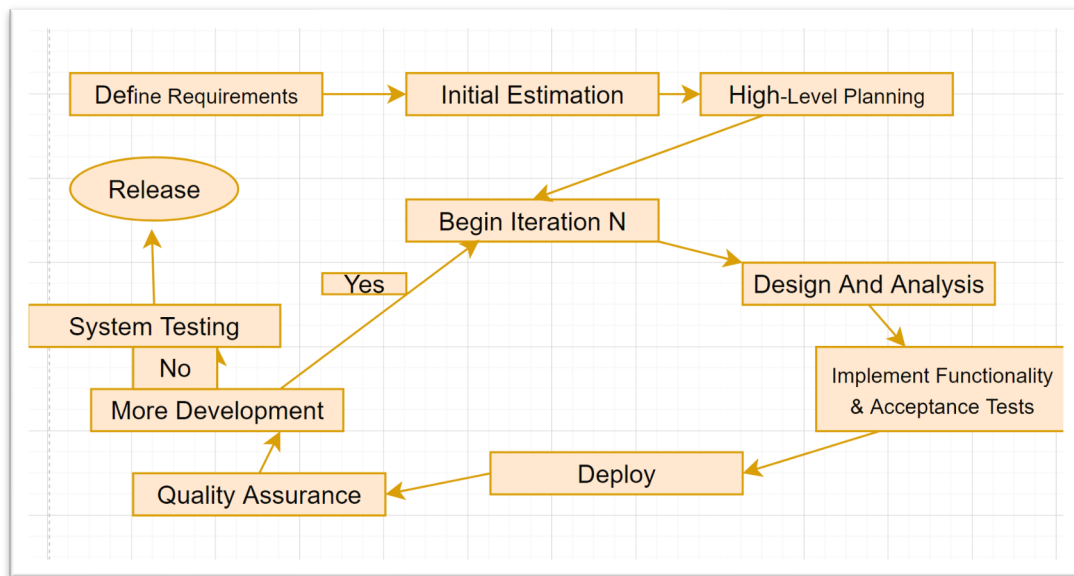 Define Requirements
Initial Estimation
High-Level Planning
Release
Begin Iteration N
Yes
Design And Analysis
System Testing
No
Implement Functionality
& Acceptance Tests
More Development
Deploy
Quality Assurance